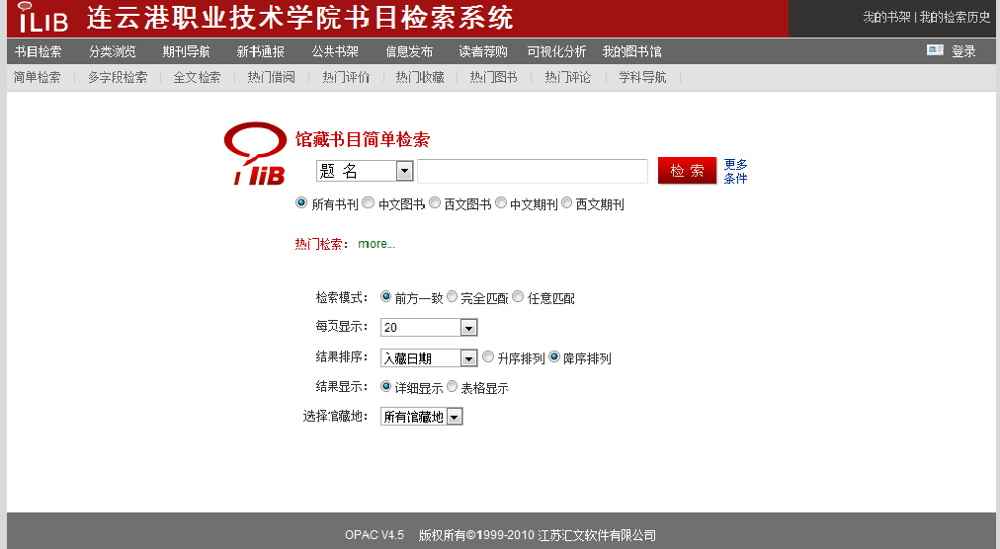 iLiB 连云港职业技术学院书目检索系统 我的书架 | 我的检索历史
书目检索 分类浏览 期刊导航 新书通报 公共书架 信息发布 读者荐购 可视化分析 我的图书馆 登录
简单检索 | 多字段检索 | 全文检索 | 热门借阅 | 热门评价 | 热门收藏 | 热门图书 | 热门评论 | 学科导航 |
iLiB 馆藏书目简单检索
题 名 检 索 更多
条件
所有书刊 中文图书 西文图书 中文期刊 西文期刊
热门检索： more...
检索模式： 前方一致 完全匹配 任意匹配
每页显示： 20
结果排序： 入藏日期 升序排列 降序排列
结果显示： 详细显示 表格显示
选择馆藏地： 所有馆藏地
OPAC V4.5 版权所有©1999-2010 江苏汇文软件有限公司